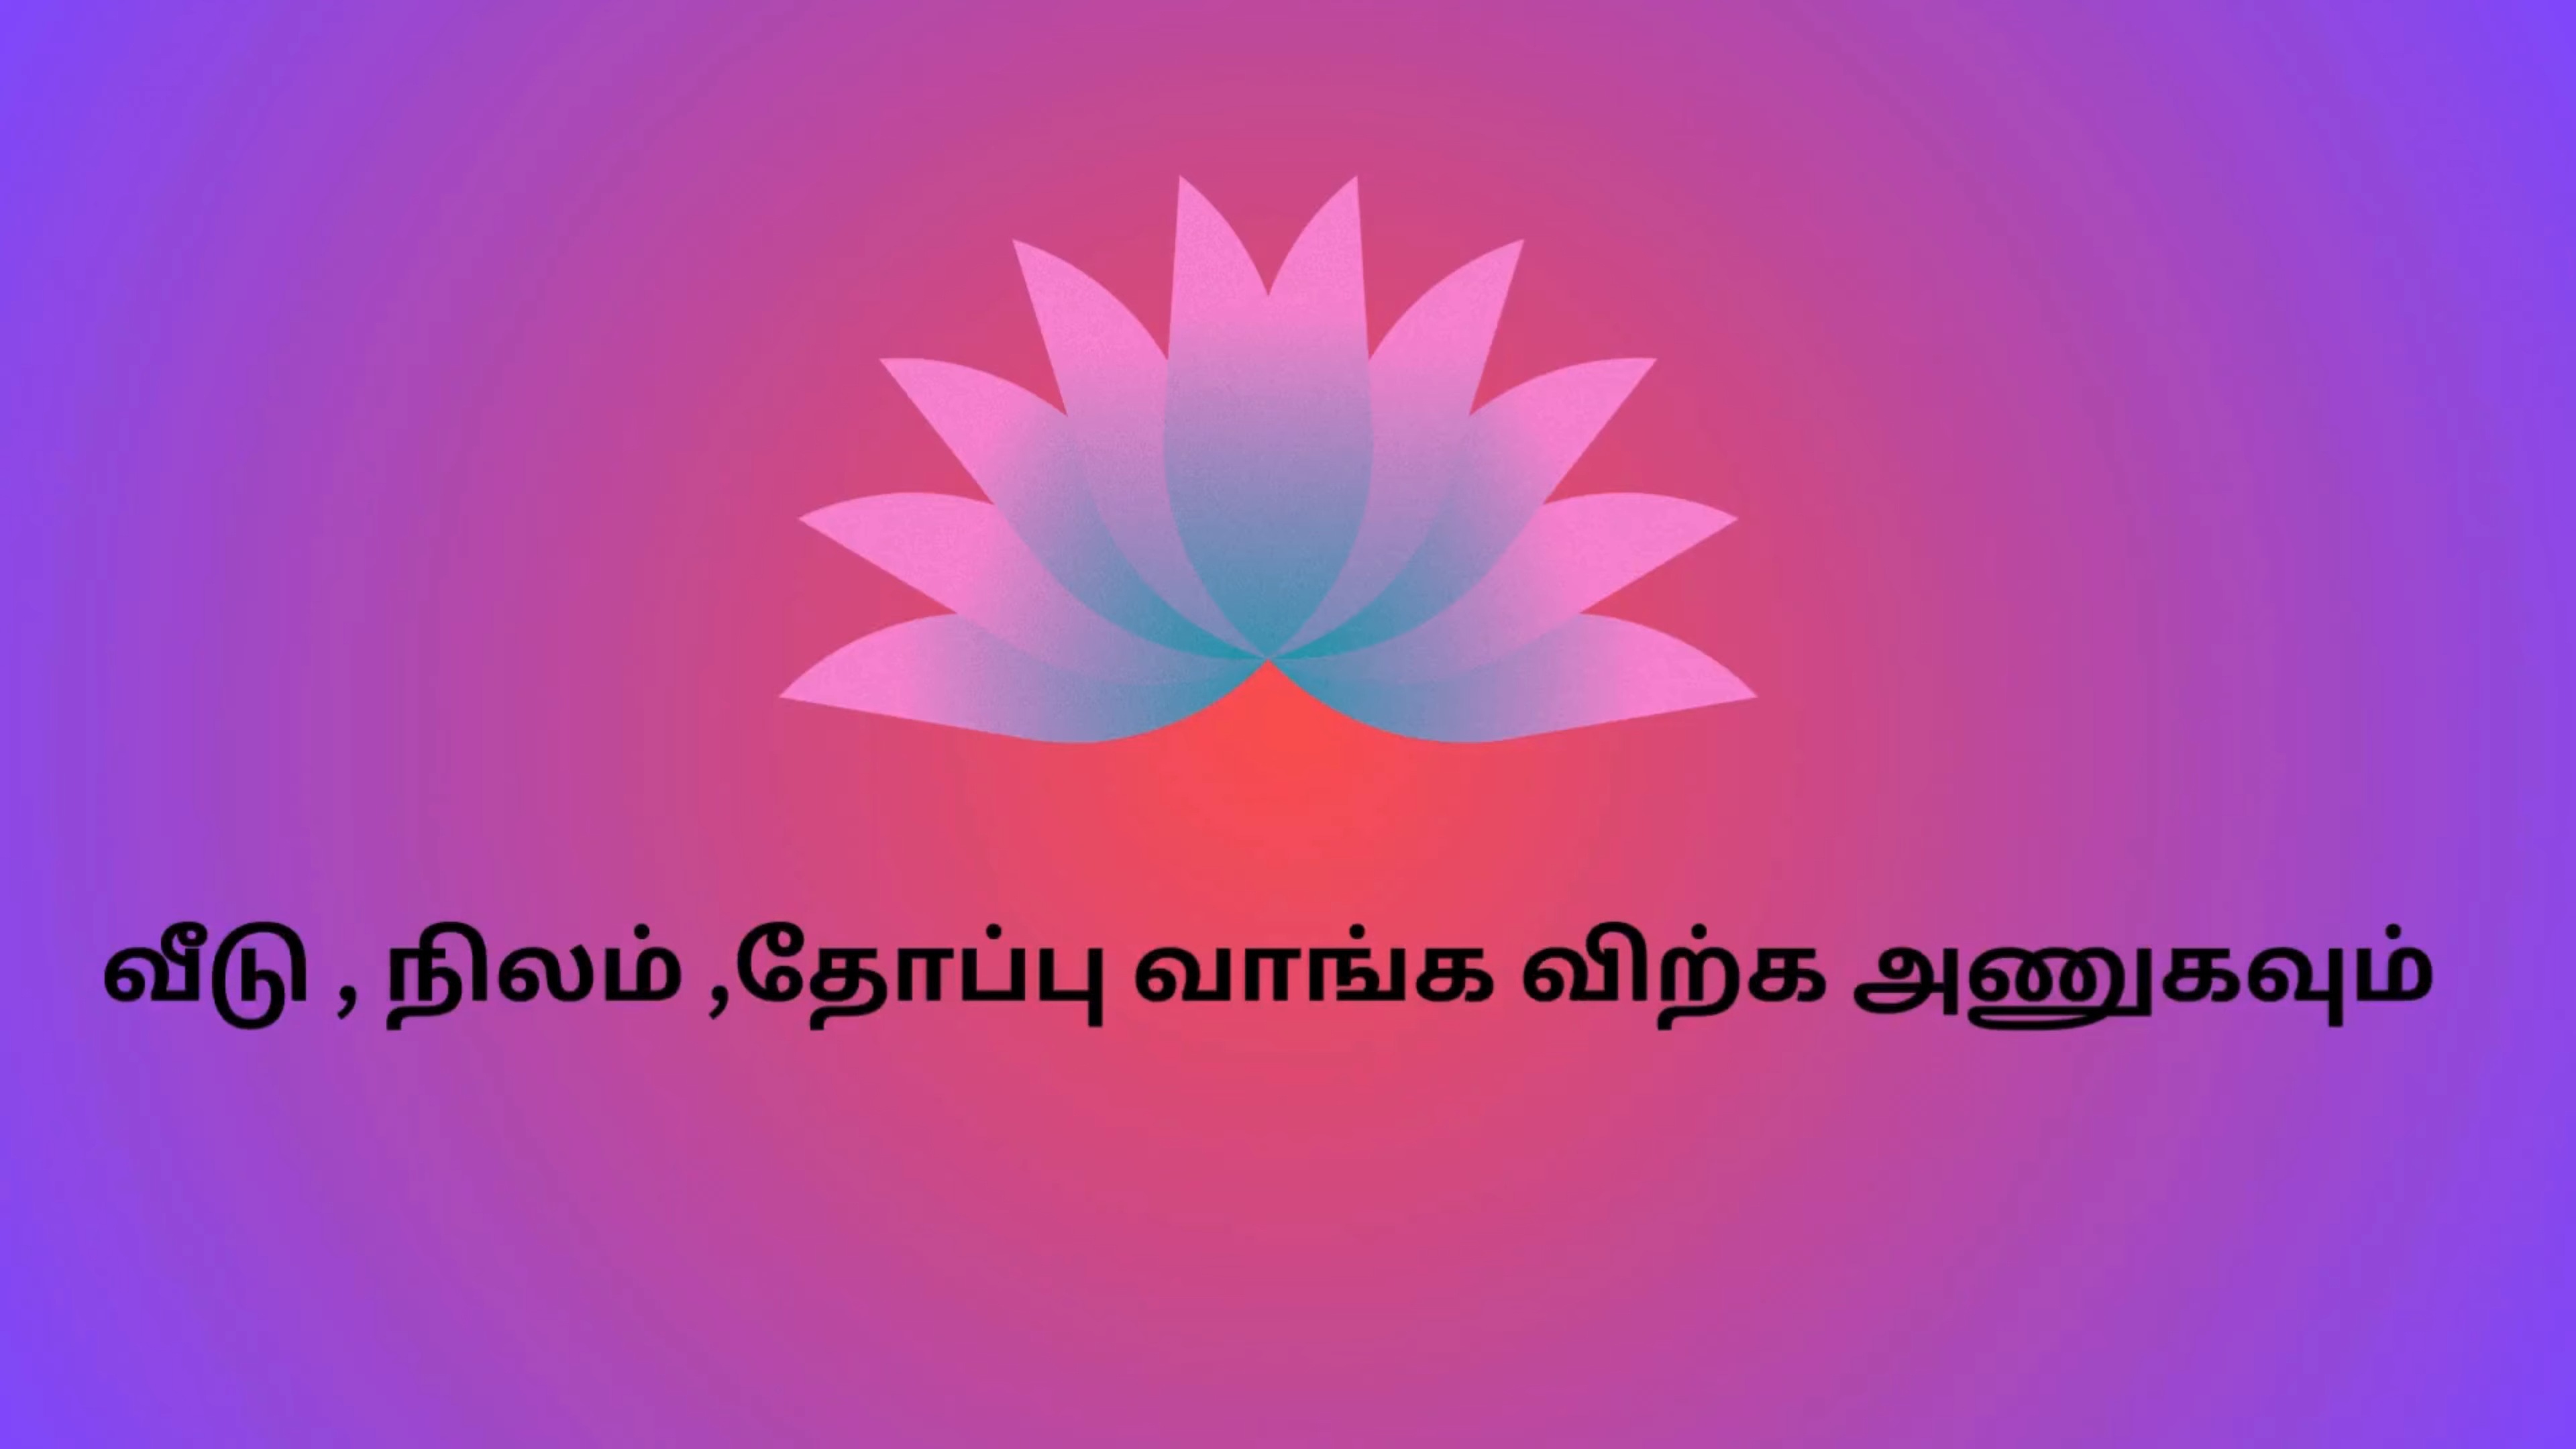 வீடு , நிலம் ,தோப்பு வாங்க விற்க அணுகவும்